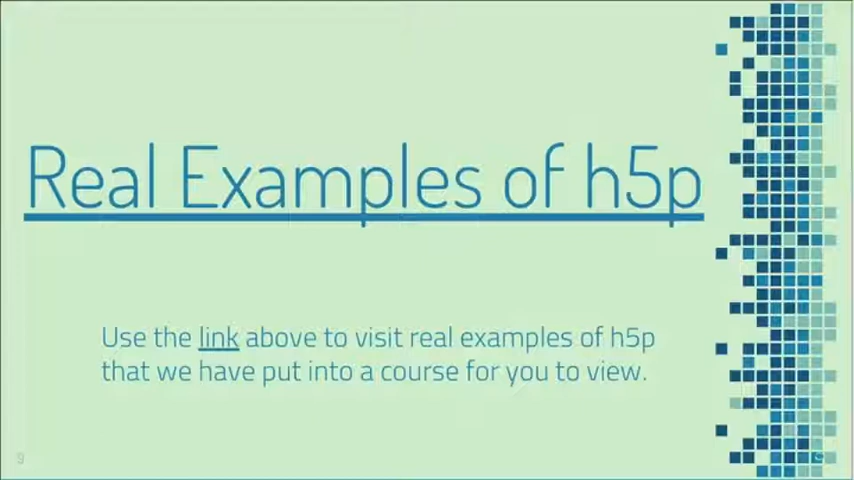 Real Examples of h5p
Use the link above to visit real examples of h5p
that we have put into a course for you to view.
9